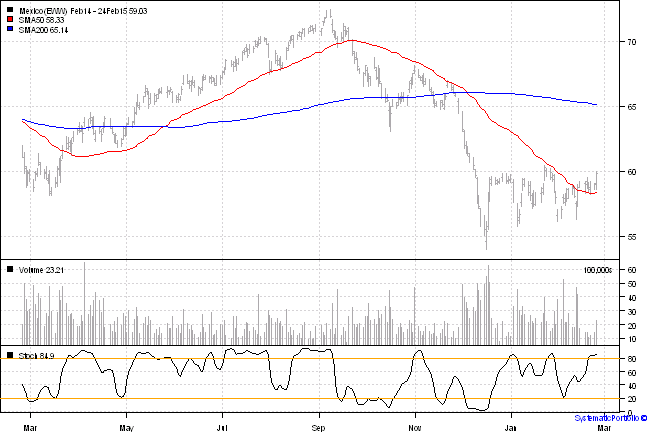 Mexico(EWW) Feb14 - 24Feb15 59.03
SMA50 58.33
SMA200 65.14
70
65
60
55
Volume 23.21
100,000s
60
50
40
30
20
10
Stoch 84.9
80
60
40
20
0
Mar May Jul Sep Nov Jan Mar
SystematicPortfolio ©